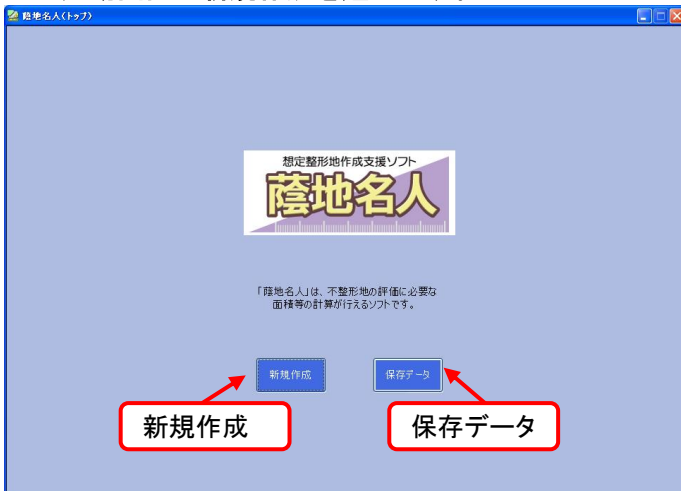 蔭地名人(トップ)
想定整形地作成支援ソフト
蔭地名人
「蔭地名人」は、不整形地の評価に必要な
面積等の計算が行えるソフトです。
新規作成
保存データ
新規作成
保存データ